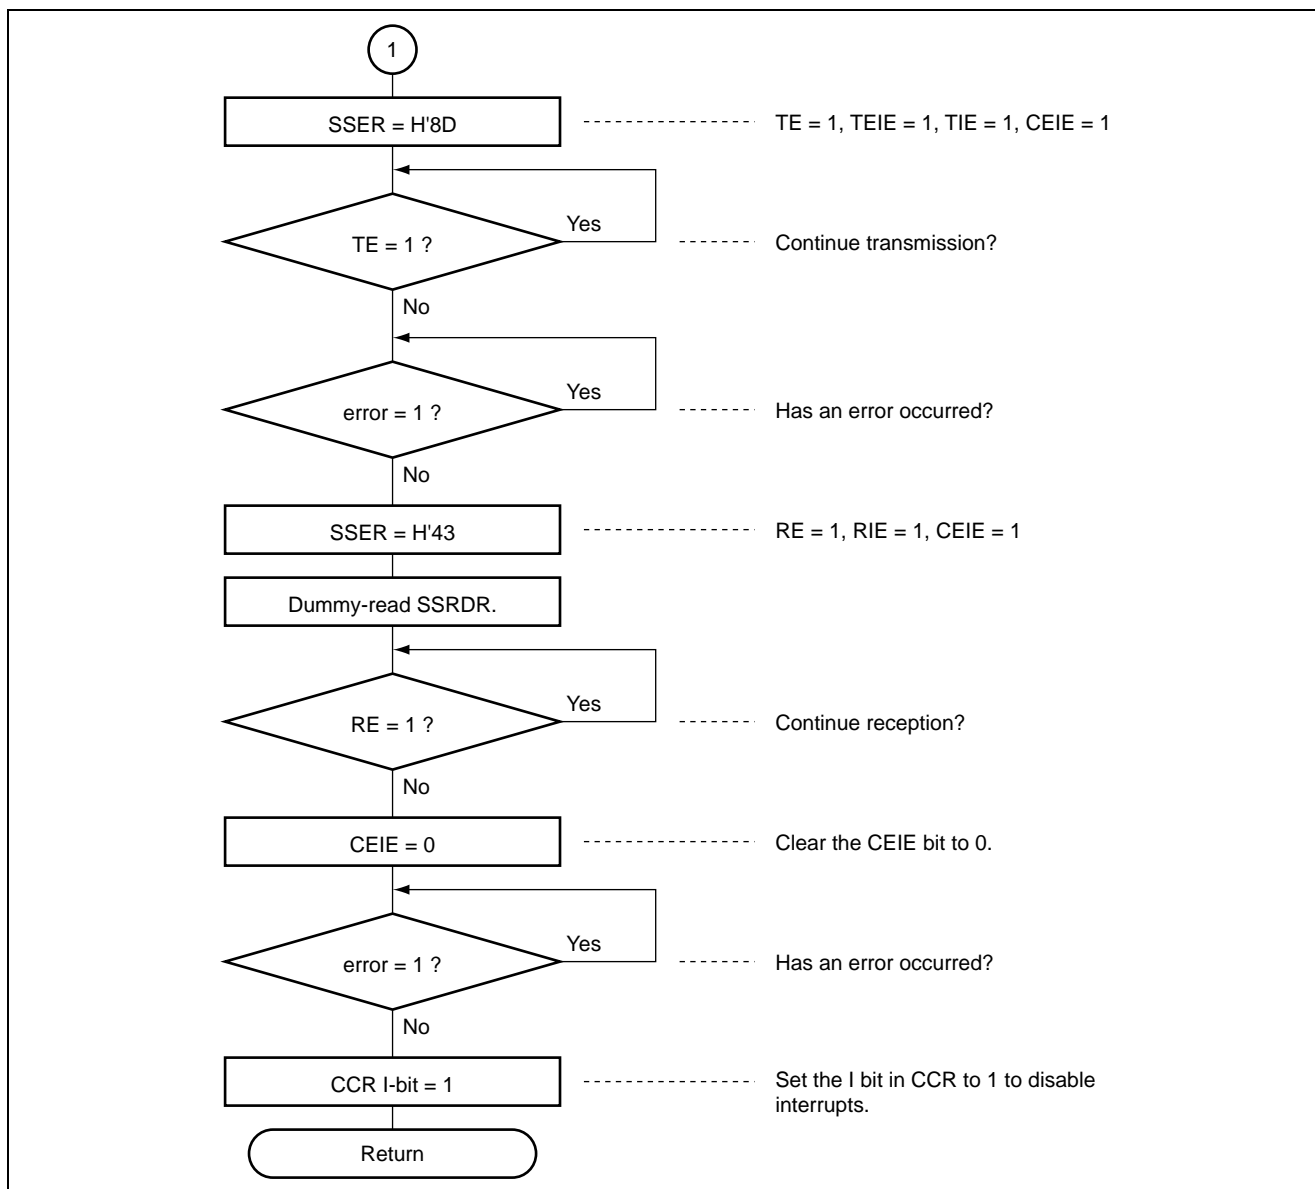 1
SSER = H'8D
TE = 1, TEIE = 1, TIE = 1, CEIE = 1
TE = 1 ?
Yes
Continue transmission?
No
error = 1 ?
Yes
Has an error occurred?
No
SSER = H'43
RE = 1, RIE = 1, CEIE = 1
Dummy-read SSRDR.
RE = 1 ?
Yes
Continue reception?
No
CEIE = 0
Clear the CEIE bit to 0.
error = 1 ?
Yes
Has an error occurred?
No
CCR I-bit = 1
Set the I bit in CCR to 1 to disable
interrupts.
Return